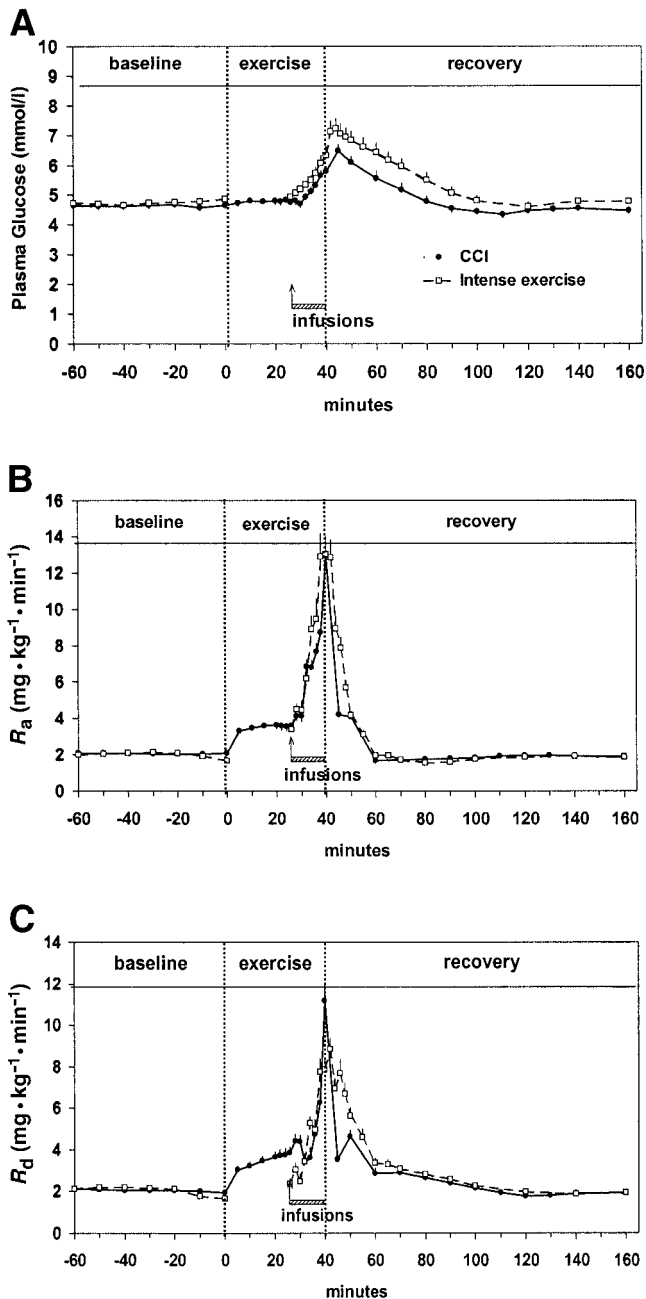 A
10
9
8
7
6
5
4
3
2
1
0
Plasma Glucose (mmol/l)
baseline exercise recovery
CCI
Intense exercise
infusions
-60 -40 -20 0 20 40 60 80 100 120 140 160
minutes
B
16
14
12
10
8
6
4
2
0
Ra (mg • kg−1 • min−1)
baseline exercise recovery
infusions
-60 -40 -20 0 20 40 60 80 100 120 140 160
minutes
C
14
12
10
8
6
4
2
0
Rd (mg • kg−1 • min−1)
baseline exercise recovery
infusions
-60 -40 -20 0 20 40 60 80 100 120 140 160
minutes